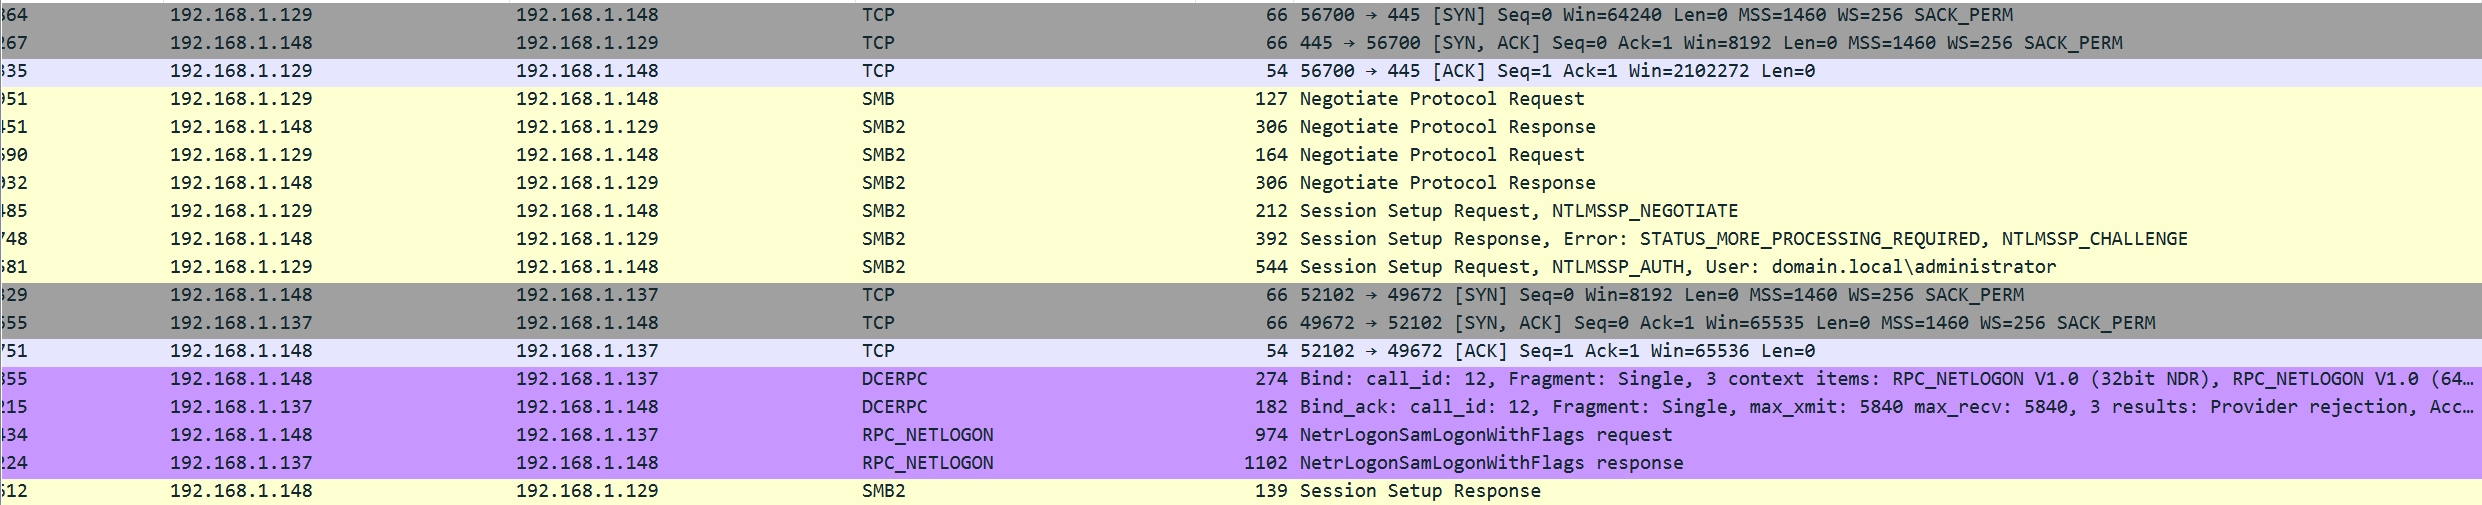 364 192.168.1.129 192.168.1.148 TCP 66 56700 → 445 [SYN] Seq=0 Win=64240 Len=0 MSS=1460 WS=256 SACK_PERM
267 192.168.1.148 192.168.1.129 TCP 66 445 → 56700 [SYN, ACK] Seq=0 Ack=1 Win=8192 Len=0 MSS=1460 WS=256 SACK_PERM
335 192.168.1.129 192.168.1.148 TCP 54 56700 → 445 [ACK] Seq=1 Ack=1 Win=2102272 Len=0
951 192.168.1.129 192.168.1.148 SMB 127 Negotiate Protocol Request
451 192.168.1.148 192.168.1.129 SMB2 306 Negotiate Protocol Response
590 192.168.1.129 192.168.1.148 SMB2 164 Negotiate Protocol Request
932 192.168.1.148 192.168.1.129 SMB2 306 Negotiate Protocol Response
485 192.168.1.129 192.168.1.148 SMB2 212 Session Setup Request, NTLMSSP_NEGOTIATE
748 192.168.1.148 192.168.1.129 SMB2 392 Session Setup Response, Error: STATUS_MORE_PROCESSING_REQUIRED, NTLMSSP_CHALLENGE
581 192.168.1.129 192.168.1.148 SMB2 544 Session Setup Request, NTLMSSP_AUTH, User: domain.local\administrator
329 192.168.1.148 192.168.1.137 TCP 66 52102 → 49672 [SYN] Seq=0 Win=8192 Len=0 MSS=1460 WS=256 SACK_PERM
555 192.168.1.137 192.168.1.148 TCP 66 49672 → 52102 [SYN, ACK] Seq=0 Ack=1 Win=65535 Len=0 MSS=1460 WS=256 SACK_PERM
751 192.168.1.148 192.168.1.137 TCP 54 52102 → 49672 [ACK] Seq=1 Ack=1 Win=65536 Len=0
355 192.168.1.148 192.168.1.137 DCERPC 274 Bind: call_id: 12, Fragment: Single, 3 context items: RPC_NETLOGON V1.0 (32bit NDR), RPC_NETLOGON V1.0 (64…
215 192.168.1.137 192.168.1.148 DCERPC 182 Bind_ack: call_id: 12, Fragment: Single, max_xmit: 5840 max_recv: 5840, 3 results: Provider rejection, Acc…
434 192.168.1.148 192.168.1.137 RPC_NETLOGON 974 NetrLogonSamLogonWithFlags request
224 192.168.1.137 192.168.1.148 RPC_NETLOGON 1102 NetrLogonSamLogonWithFlags response
512 192.168.1.148 192.168.1.129 SMB2 139 Session Setup Response